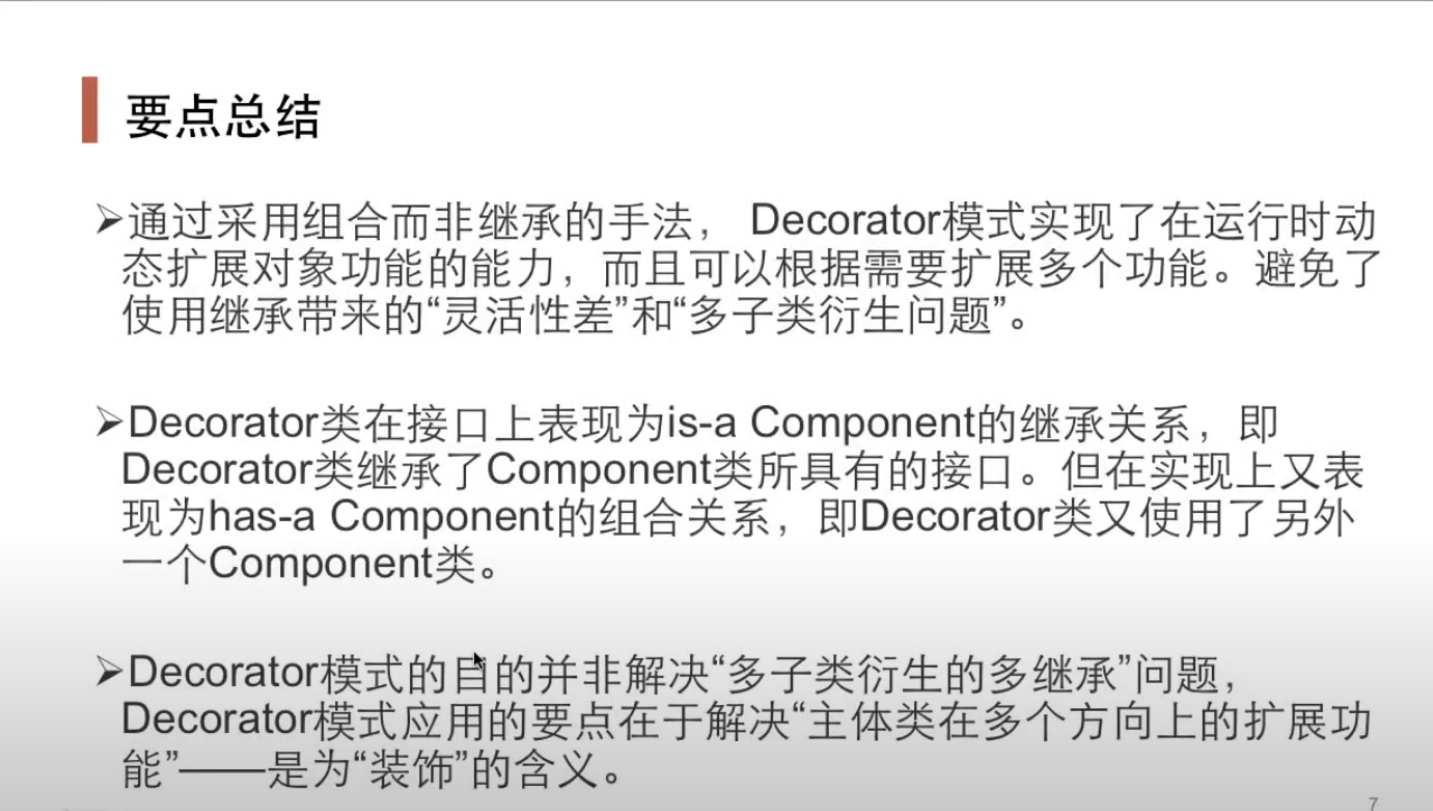 要点总结
➢通过采用组合而非继承的手法， Decorator模式实现了在运行时动
态扩展对象功能的能力，而且可以根据需要扩展多个功能。避免了
使用继承带来的“灵活性差”和“多子类衍生问题”。
➢Decorator类在接口上表现为is-a Component的继承关系，即
Decorator类继承了Component类所具有的接口。但在实现上又表
现为has-a Component的组合关系，即Decorator类又使用了另外
一个Component类。
➢Decorator模式的目的并非解决“多子类衍生的多继承”问题，
Decorator模式应用的要点在于解决“主体类在多个方向上的扩展功
能”——是为“装饰”的含义。
7